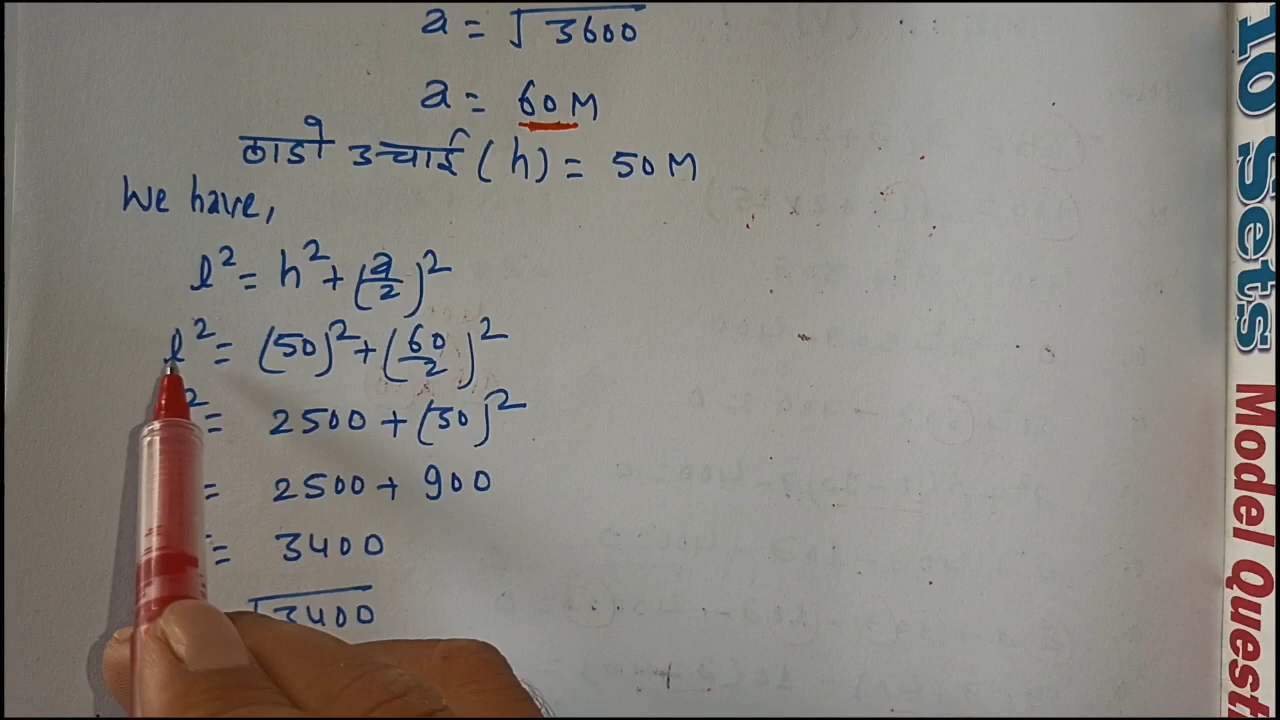 a = √3600
a = 60 M
ठाडो उचाई (h) = 50 M
We have,
l² = h² + (a/2)²
l² = (50)² + (60/2)²
² = 2500 + (30)²
= 2500 + 900
= 3400
√3400
10 Sets Model Quest